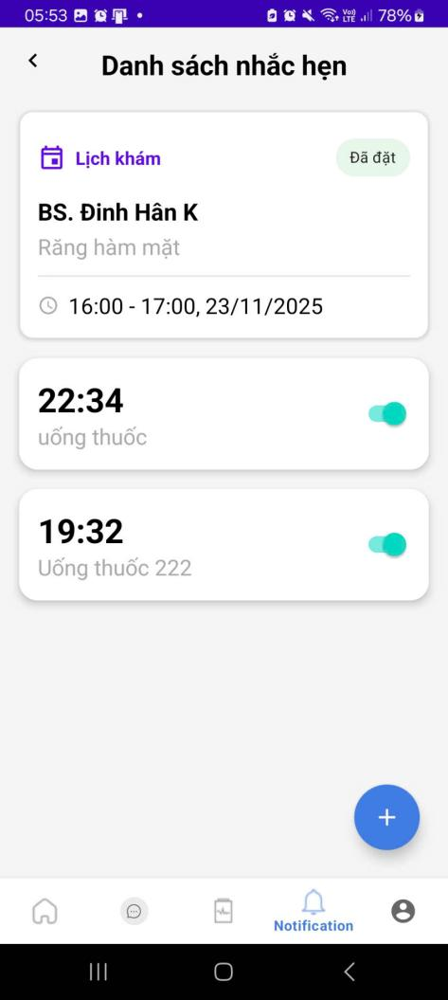 05:53
78%
Danh sách nhắc hẹn
Lịch khám
Đã đặt
BS. Đinh Hân K
Răng hàm mặt
16:00 - 17:00, 23/11/2025
22:34
uống thuốc
19:32
Uống thuốc 222
Notification